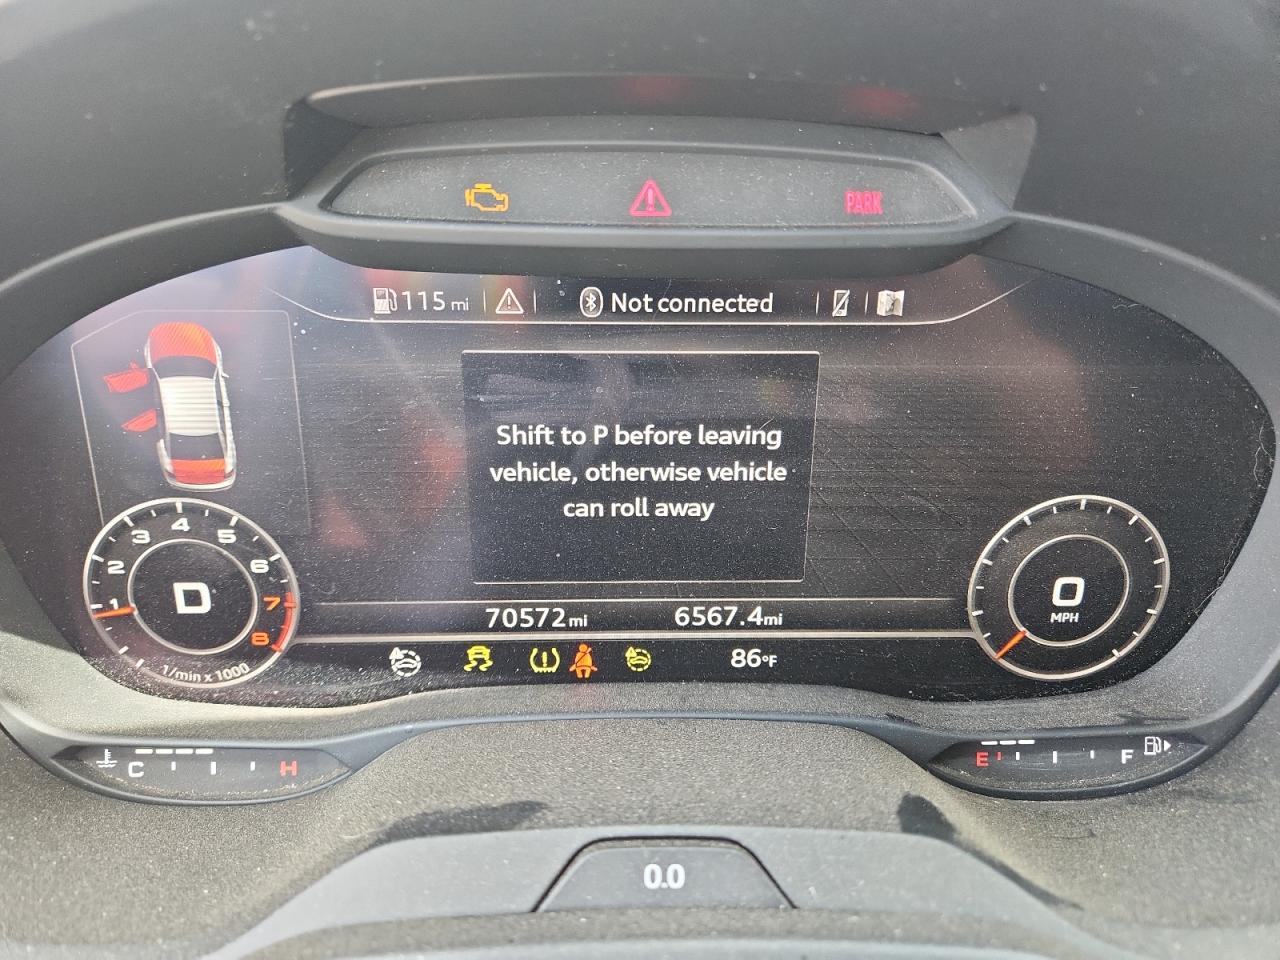 PARK
115 mi
Not connected
Shift to P before leaving
vehicle, otherwise vehicle
can roll away
1 2 3 4 5 6 7 8
D
1/min x 1000
0
MPH
70572 mi
6567.4 mi
86°F
C H
E F
0.0